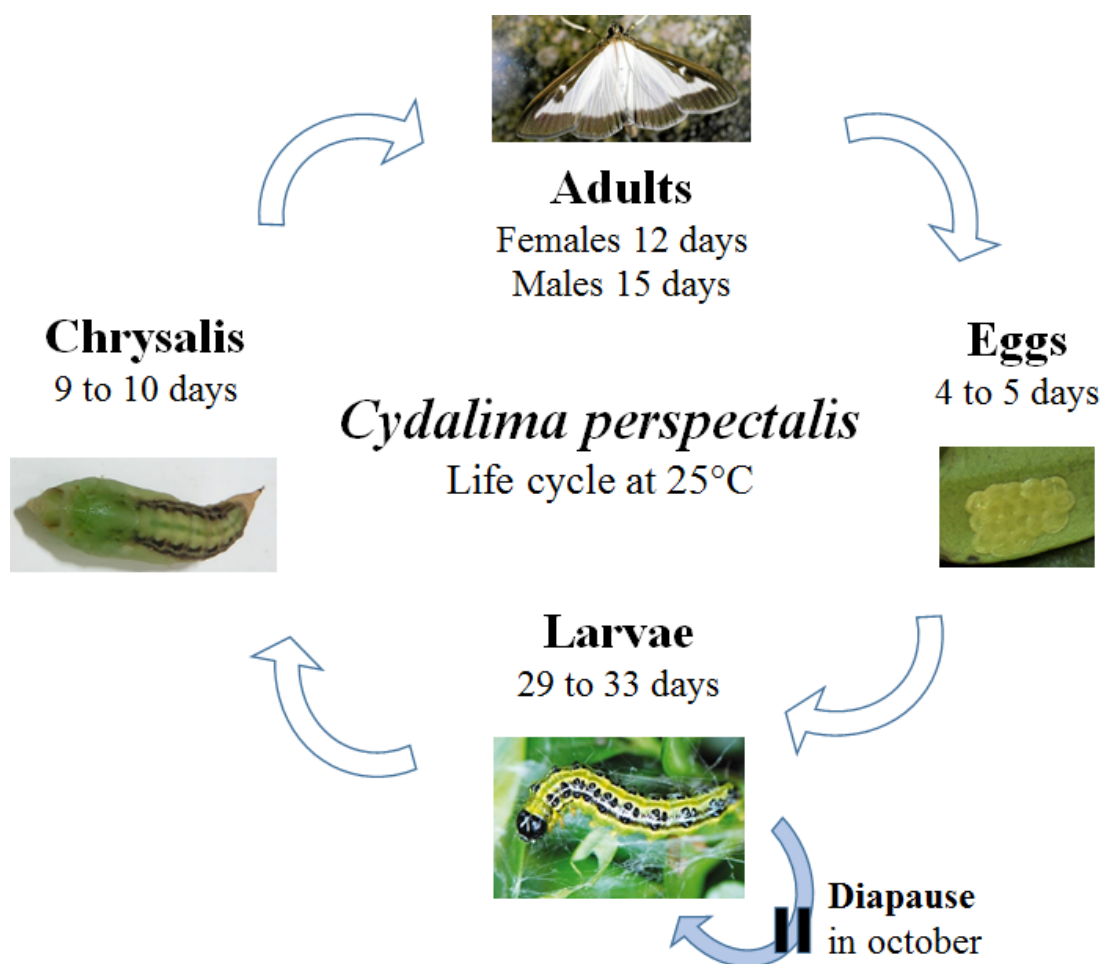 Adults
Females 12 days
Males 15 days
Chrysalis
9 to 10 days
Eggs
4 to 5 days
Cydalima perspectalis
Life cycle at 25°C
Larvae
29 to 33 days
Diapause
in october